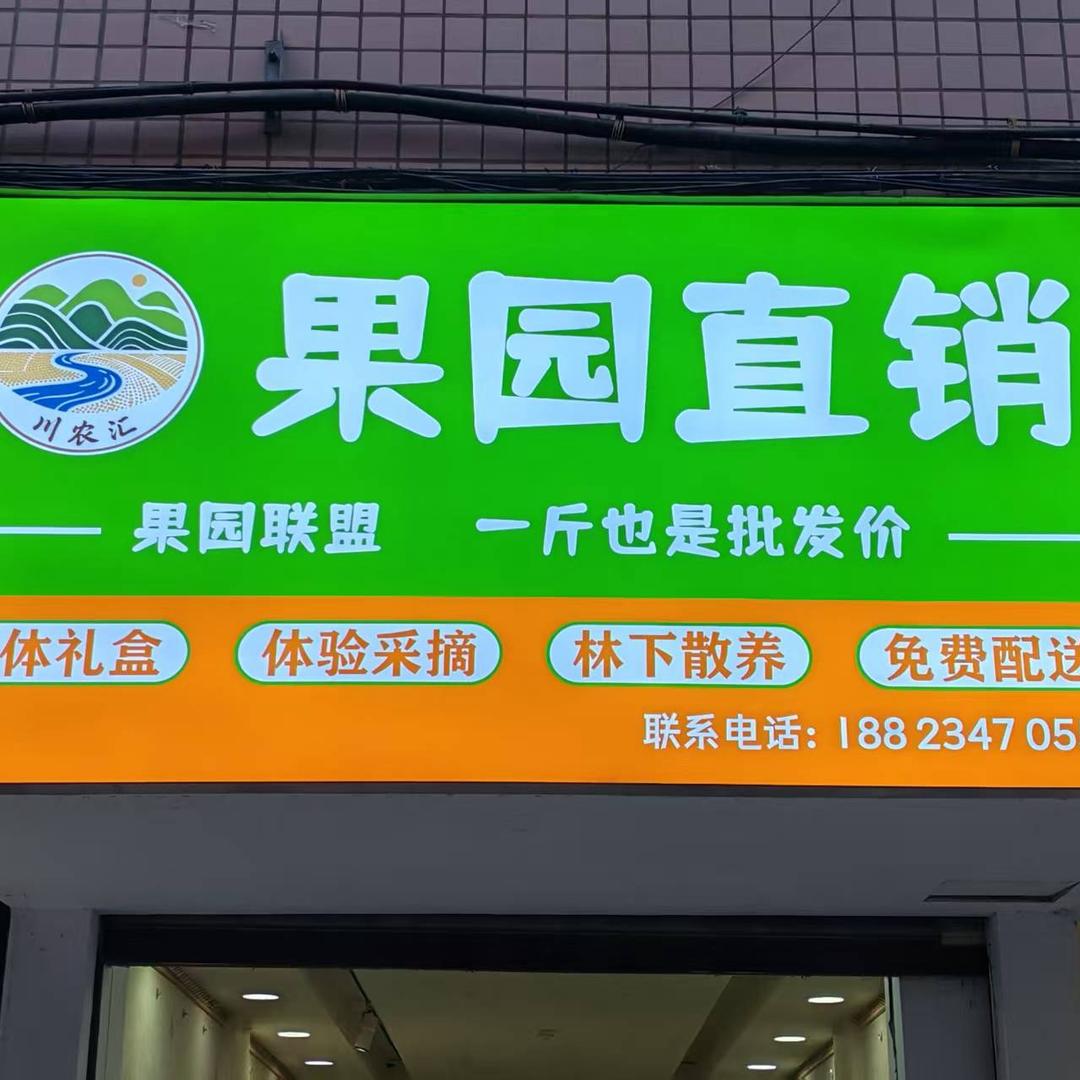 果园直销
川农汇
果园联盟 一斤也是批发价
体礼盒 体验采摘 林下散养 免费配送
联系电话: 188 2347 05